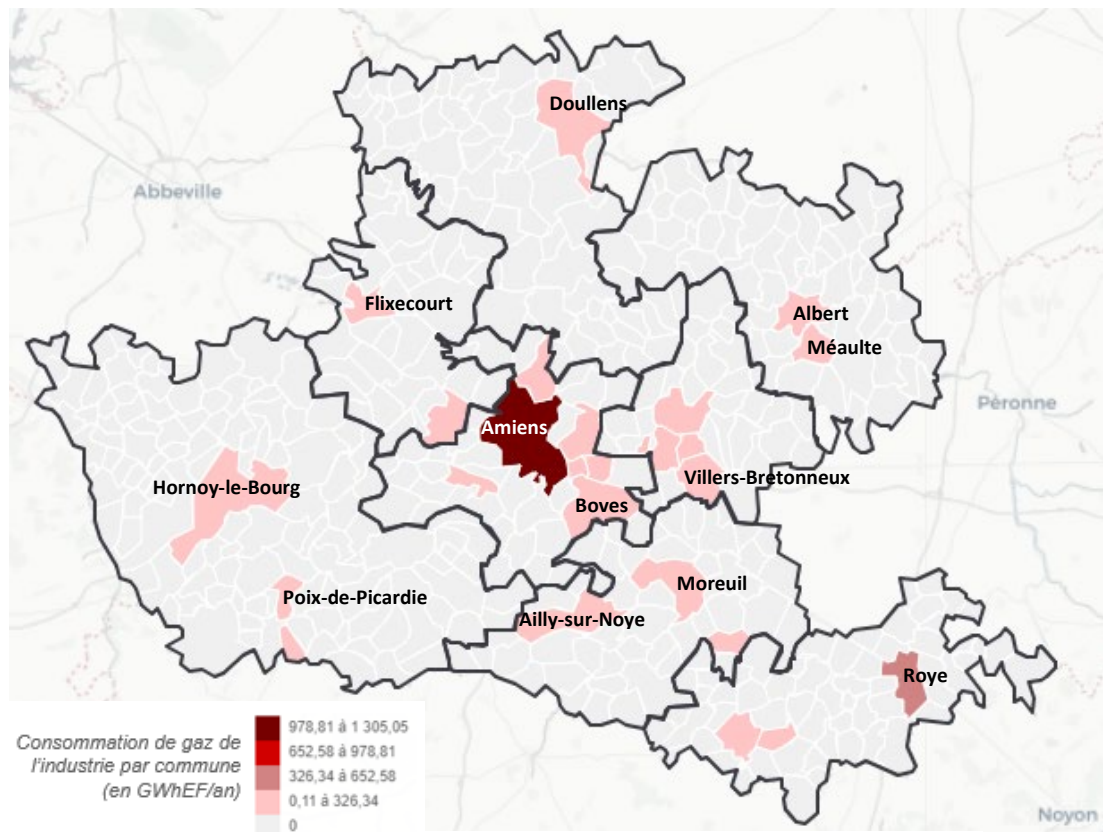 Doullens
Abbeville
Flixecourt
Albert
Méaulte
Péronne
Amiens
Villers-Bretonneux
Hornoy-le-Bourg
Boves
Moreuil
Poix-de-Picardie
Ailly-sur-Noye
Roye
Consommation de gaz de
l'industrie par commune
(en GWhEF/an)
978,81 à 1 305,05
652,58 à 978,81
326,34 à 652,58
0,11 à 326,34
0
Noyon